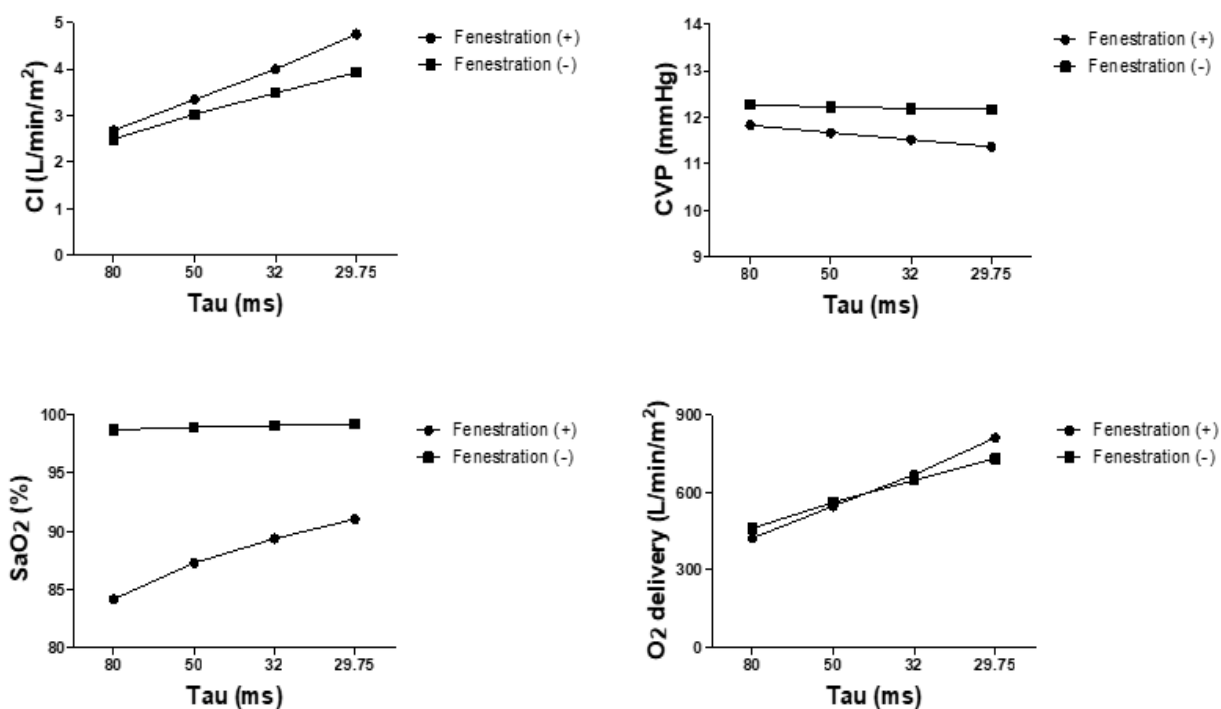 5
4
3
2
1
0
CI (L/min/m²)
80 50 32 29.75
Tau (ms)
Fenestration (+)
Fenestration (-)
14
13
12
11
10
9
CVP (mmHg)
80 50 32 29.75
Tau (ms)
Fenestration (+)
Fenestration (-)
100
95
90
85
80
SaO2 (%)
80 50 32 29.75
Tau (ms)
Fenestration (+)
Fenestration (-)
900
600
300
0
O2 delivery (L/min/m²)
80 50 32 29.75
Tau (ms)
Fenestration (+)
Fenestration (-)